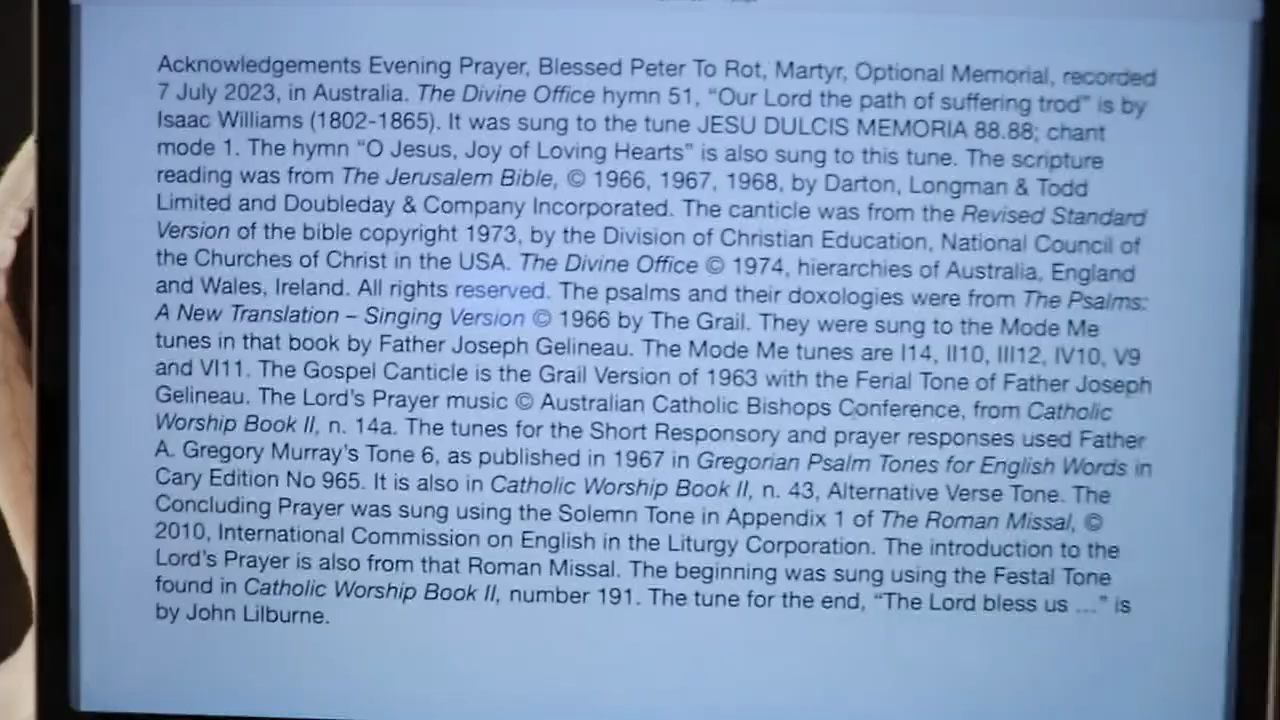 Acknowledgements Evening Prayer, Blessed Peter To Rot, Martyr, Optional Memorial, recorded
7 July 2023, in Australia. The Divine Office hymn 51, “Our Lord the path of suffering trod” is by
Isaac Williams (1802-1865). It was sung to the tune JESU DULCIS MEMORIA 88.88; chant
mode 1. The hymn “O Jesus, Joy of Loving Hearts” is also sung to this tune. The scripture
reading was from The Jerusalem Bible, © 1966, 1967, 1968, by Darton, Longman & Todd
Limited and Doubleday & Company Incorporated. The canticle was from the Revised Standard
Version of the bible copyright 1973, by the Division of Christian Education, National Council of
the Churches of Christ in the USA. The Divine Office © 1974, hierarchies of Australia, England
and Wales, Ireland. All rights reserved. The psalms and their doxologies were from The Psalms:
A New Translation – Singing Version © 1966 by The Grail. They were sung to the Mode Me
tunes in that book by Father Joseph Gelineau. The Mode Me tunes are I14, II10, III12, IV10, V9
and VI11. The Gospel Canticle is the Grail Version of 1963 with the Ferial Tone of Father Joseph
Gelineau. The Lord’s Prayer music © Australian Catholic Bishops Conference, from Catholic
Worship Book II, n. 14a. The tunes for the Short Responsory and prayer responses used Father
A. Gregory Murray’s Tone 6, as published in 1967 in Gregorian Psalm Tones for English Words in
Cary Edition No 965. It is also in Catholic Worship Book II, n. 43, Alternative Verse Tone. The
Concluding Prayer was sung using the Solemn Tone in Appendix 1 of The Roman Missal, ©
2010, International Commission on English in the Liturgy Corporation. The introduction to the
Lord’s Prayer is also from that Roman Missal. The beginning was sung using the Festal Tone
found in Catholic Worship Book II, number 191. The tune for the end, “The Lord bless us ...” is
by John Lilburne.